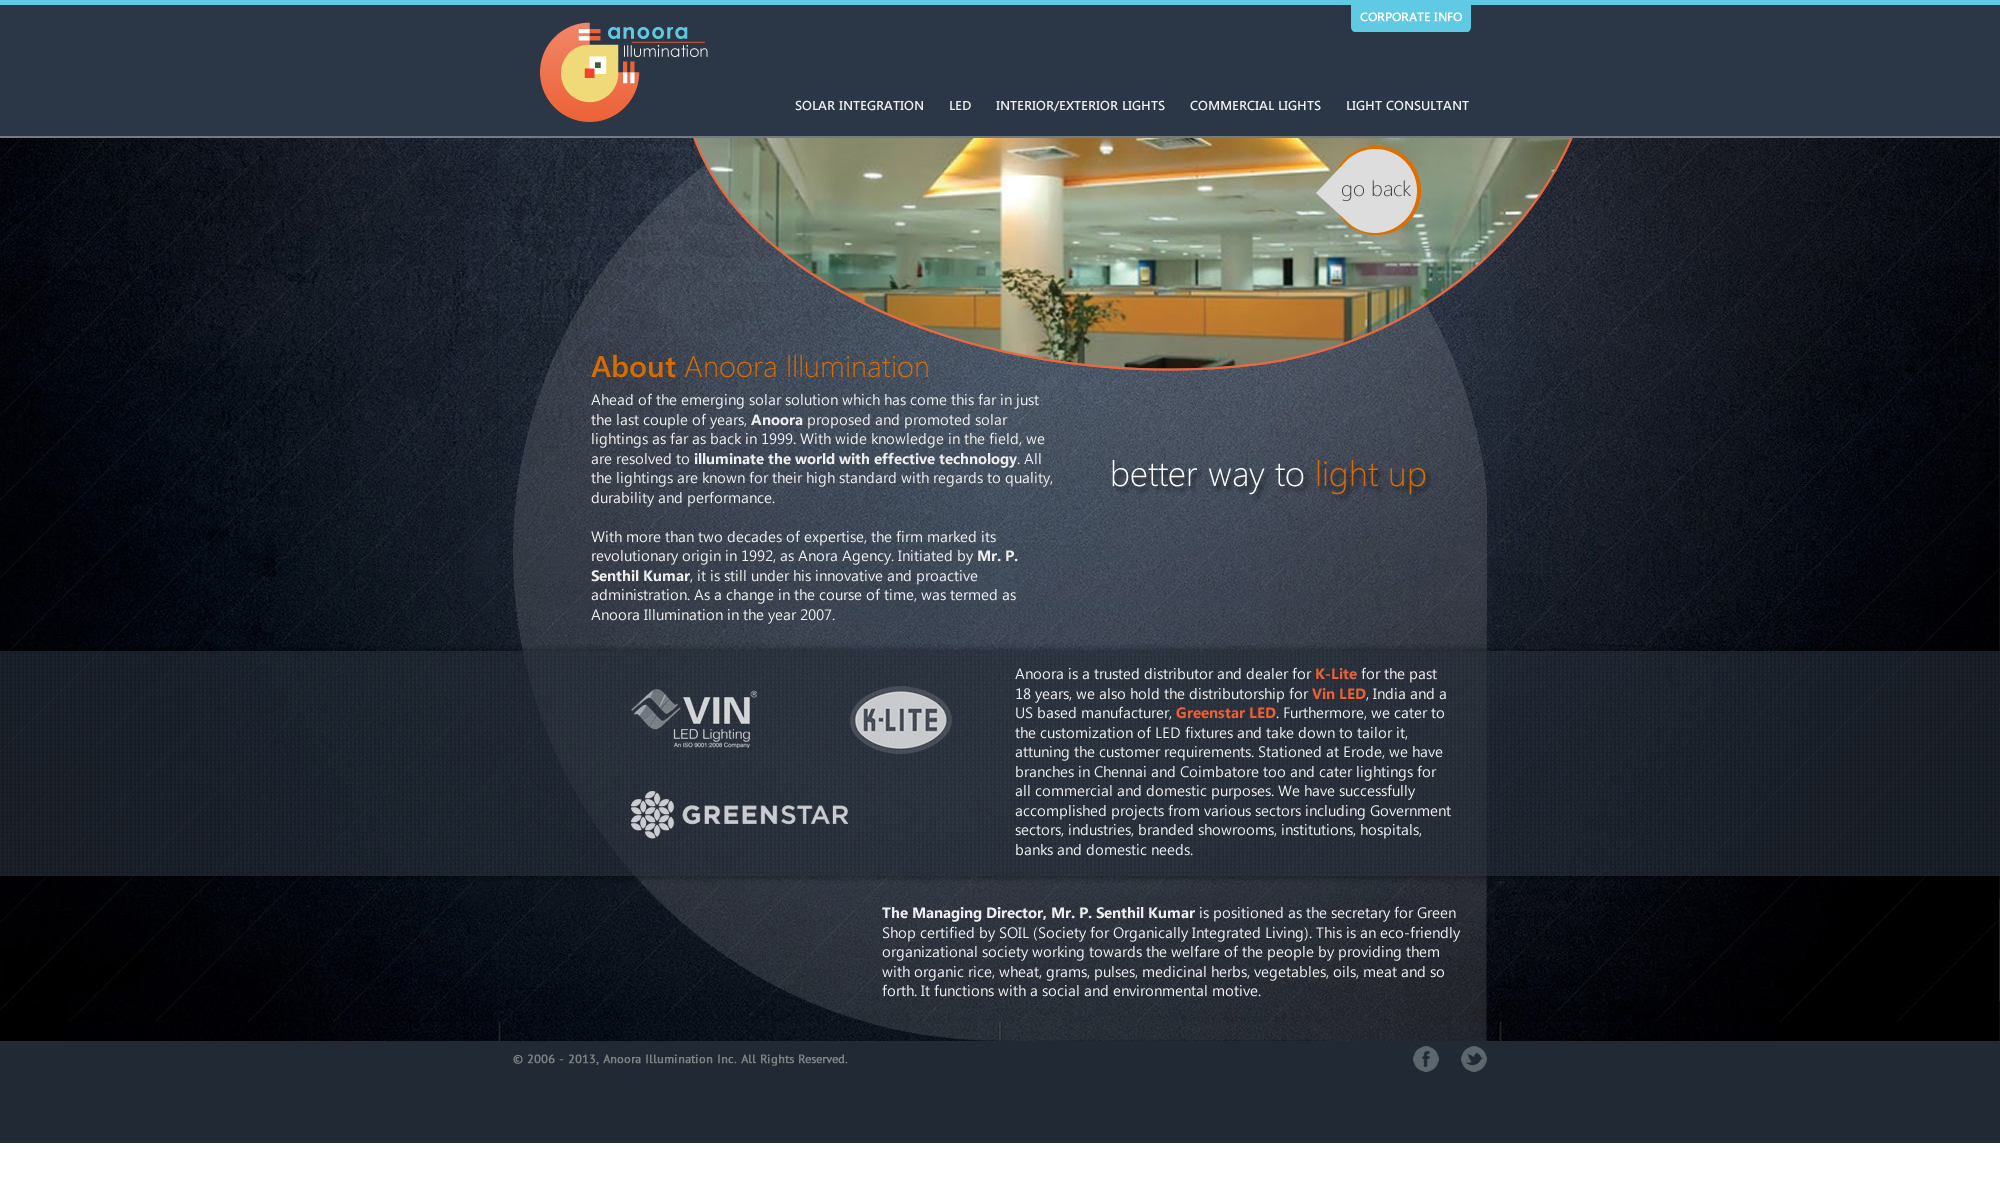 CORPORATE INFO
anoora
Illumination
SOLAR INTEGRATION LED INTERIOR/EXTERIOR LIGHTS COMMERCIAL LIGHTS LIGHT CONSULTANT
go back
About Anoora Illumination
Ahead of the emerging solar solution which has come this far in just
the last couple of years, Anoora proposed and promoted solar
lightings as far as back in 1999. With wide knowledge in the field, we
are resolved to illuminate the world with effective technology. All
the lightings are known for their high standard with regards to quality,
durability and performance.
With more than two decades of expertise, the firm marked its
revolutionary origin in 1992, as Anora Agency. Initiated by Mr. P.
Senthil Kumar, it is still under his innovative and proactive
administration. As a change in the course of time, was termed as
Anoora Illumination in the year 2007.
better way to light up
VIN®
LED Lighting
An ISO 9001:2008 Company
K-LITE
GREENSTAR
Anoora is a trusted distributor and dealer for K-Lite for the past
18 years, we also hold the distributorship for Vin LED, India and a
US based manufacturer, Greenstar LED. Furthermore, we cater to
the customization of LED fixtures and take down to tailor it,
attuning the customer requirements. Stationed at Erode, we have
branches in Chennai and Coimbatore too and cater lightings for
all commercial and domestic purposes. We have successfully
accomplished projects from various sectors including Government
sectors, industries, branded showrooms, institutions, hospitals,
banks and domestic needs.
The Managing Director, Mr. P. Senthil Kumar is positioned as the secretary for Green
Shop certified by SOIL (Society for Organically Integrated Living). This is an eco-friendly
organizational society working towards the welfare of the people by providing them
with organic rice, wheat, grams, pulses, medicinal herbs, vegetables, oils, meat and so
forth. It functions with a social and environmental motive.
© 2006 - 2013, Anoora Illumination Inc. All Rights Reserved.